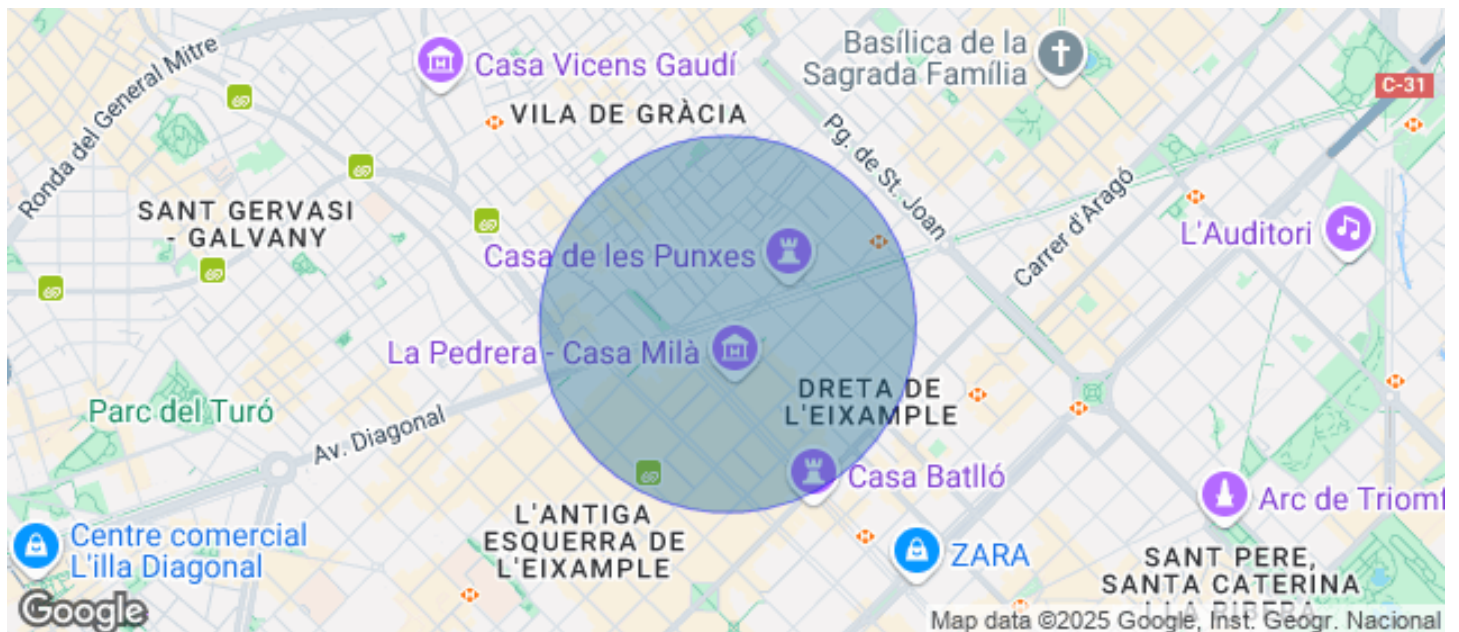 Ronda del General Mitre
Casa Vicens Gaudí
VILA DE GRÀCIA
Basílica de la
Sagrada Família
C-31
Pg. de St. Joan
Carrer d'Aragó
SANT GERVASI
- GALVANY
Casa de les Punxes
L'Auditori
La Pedrera - Casa Milà
DRETA DE
L'EIXAMPLE
Parc del Turó
Av. Diagonal
Casa Batlló
Arc de Triomf
L'ANTIGA
ESQUERRA DE
L'EIXAMPLE
Centre comercial
L'illa Diagonal
ZARA
SANT PERE,
SANTA CATERINA
I LA RIBERA
Google
Map data ©2025 Google, Inst. Geogr. Nacional